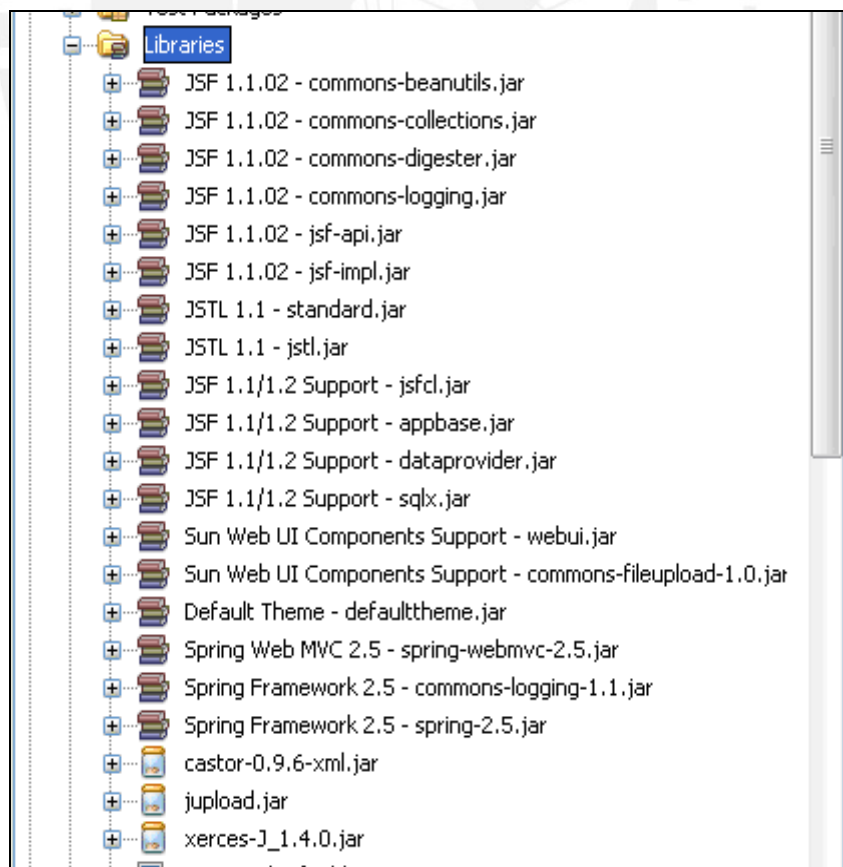 Libraries
JSF 1.1.02 - commons-beanutils.jar
JSF 1.1.02 - commons-collections.jar
JSF 1.1.02 - commons-digester.jar
JSF 1.1.02 - commons-logging.jar
JSF 1.1.02 - jsf-api.jar
JSF 1.1.02 - jsf-impl.jar
JSTL 1.1 - standard.jar
JSTL 1.1 - jstl.jar
JSF 1.1/1.2 Support - jsfcl.jar
JSF 1.1/1.2 Support - appbase.jar
JSF 1.1/1.2 Support - dataprovider.jar
JSF 1.1/1.2 Support - sqlx.jar
Sun Web UI Components Support - webui.jar
Sun Web UI Components Support - commons-fileupload-1.0.jar
Default Theme - defaulttheme.jar
Spring Web MVC 2.5 - spring-webmvc-2.5.jar
Spring Framework 2.5 - commons-logging-1.1.jar
Spring Framework 2.5 - spring-2.5.jar
castor-0.9.6-xml.jar
jupload.jar
xerces-J_1.4.0.jar